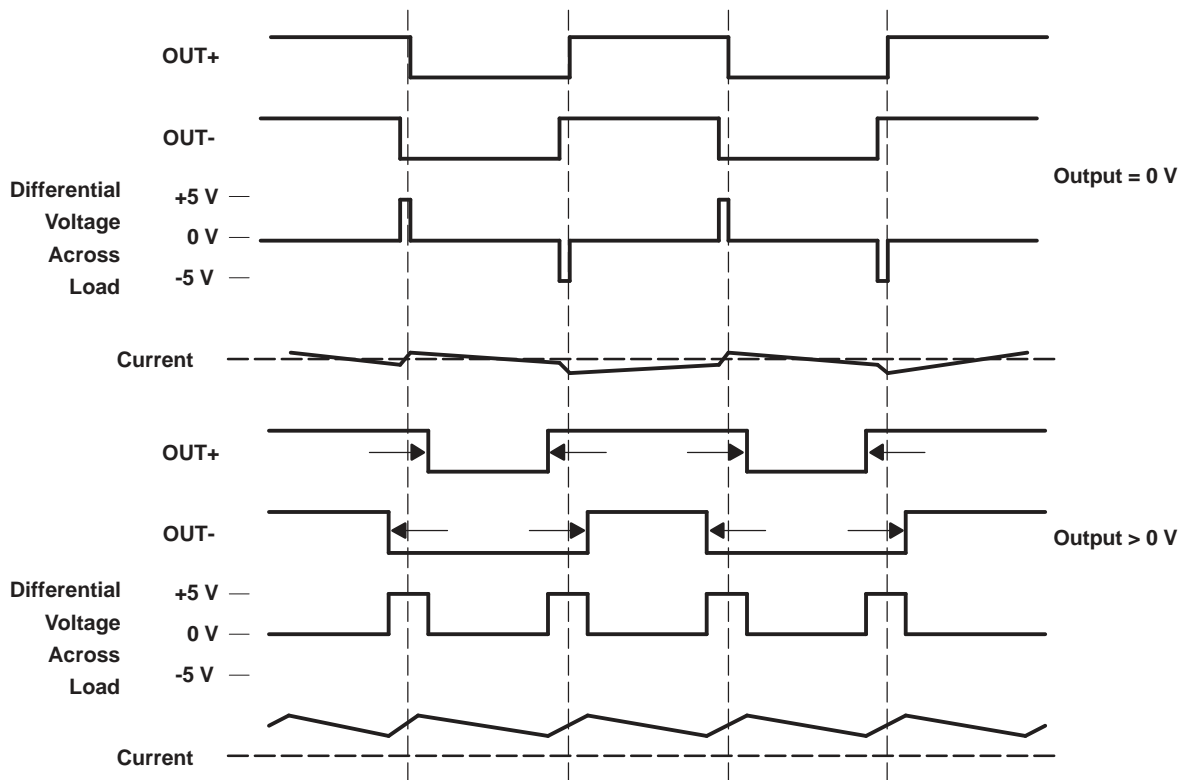 OUT+
OUT-
Output = 0 V
Differential
Voltage
Across
Load
+5 V
0 V
-5 V
Current
OUT+
OUT-
Output > 0 V
Differential
Voltage
Across
Load
+5 V
0 V
-5 V
Current